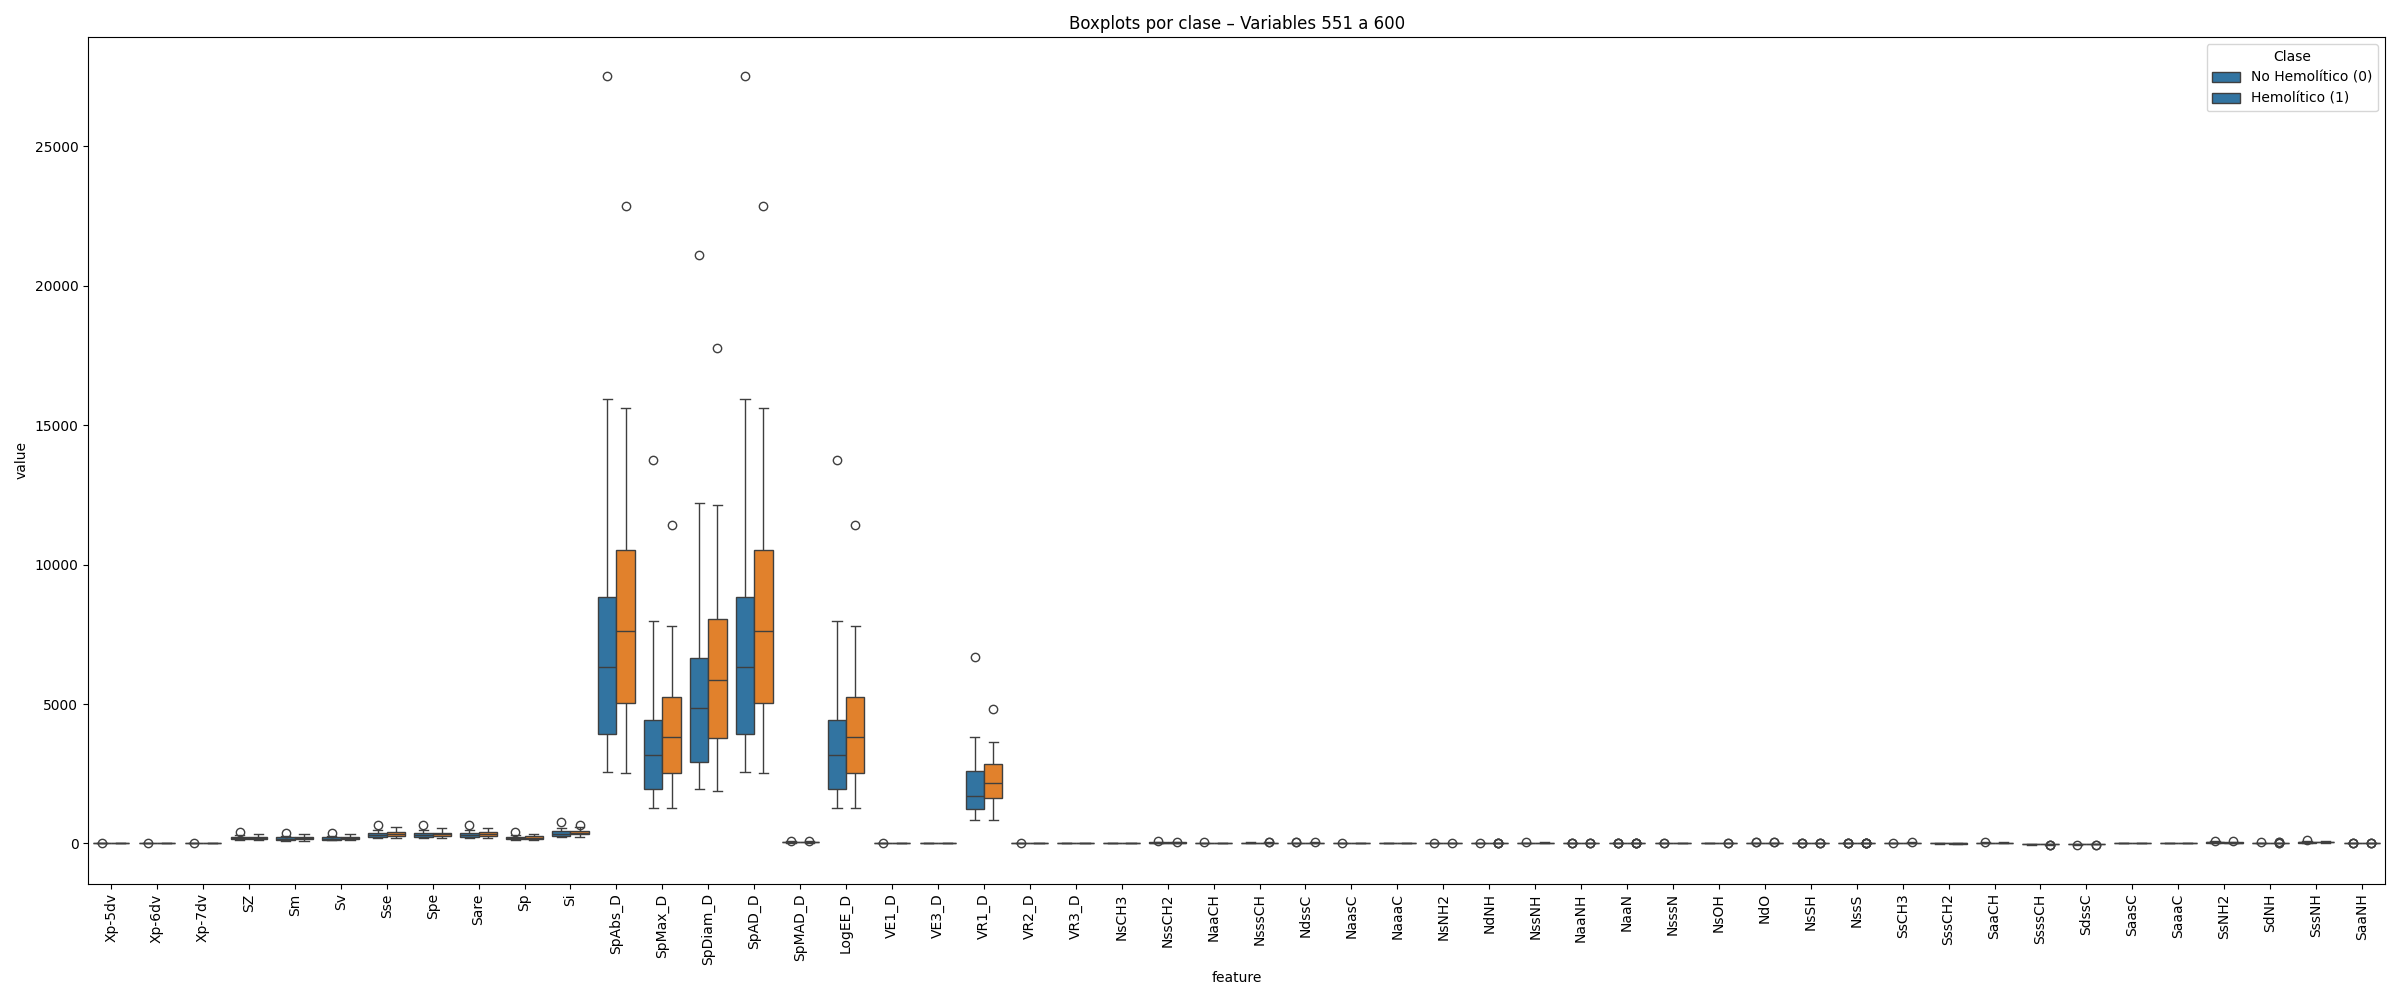 Boxplots por clase – Variables 551 a 600
Clase
No Hemolítico (0)
Hemolítico (1)
value
25000
20000
15000
10000
5000
0
Xp-5dv
Xp-6dv
Xp-7dv
SZ
Sm
Sv
Sse
Spe
Sare
Sp
Si
SpAbs_D
SpMax_D
SpDiam_D
SpAD_D
SpMAD_D
LogEE_D
VE1_D
VE3_D
VR1_D
VR2_D
VR3_D
NsCH3
NssCH2
NaaCH
NsssCH
NdssC
NaasC
NaaaC
NsNH2
NdNH
NssNH
NaaNH
NaaN
NsssN
NsOH
NdO
NsSH
NssS
SsCH3
SssCH2
SaaCH
SsssCH
SdssC
SaasC
SaaaC
SsNH2
SdNH
SssNH
SaaNH
feature